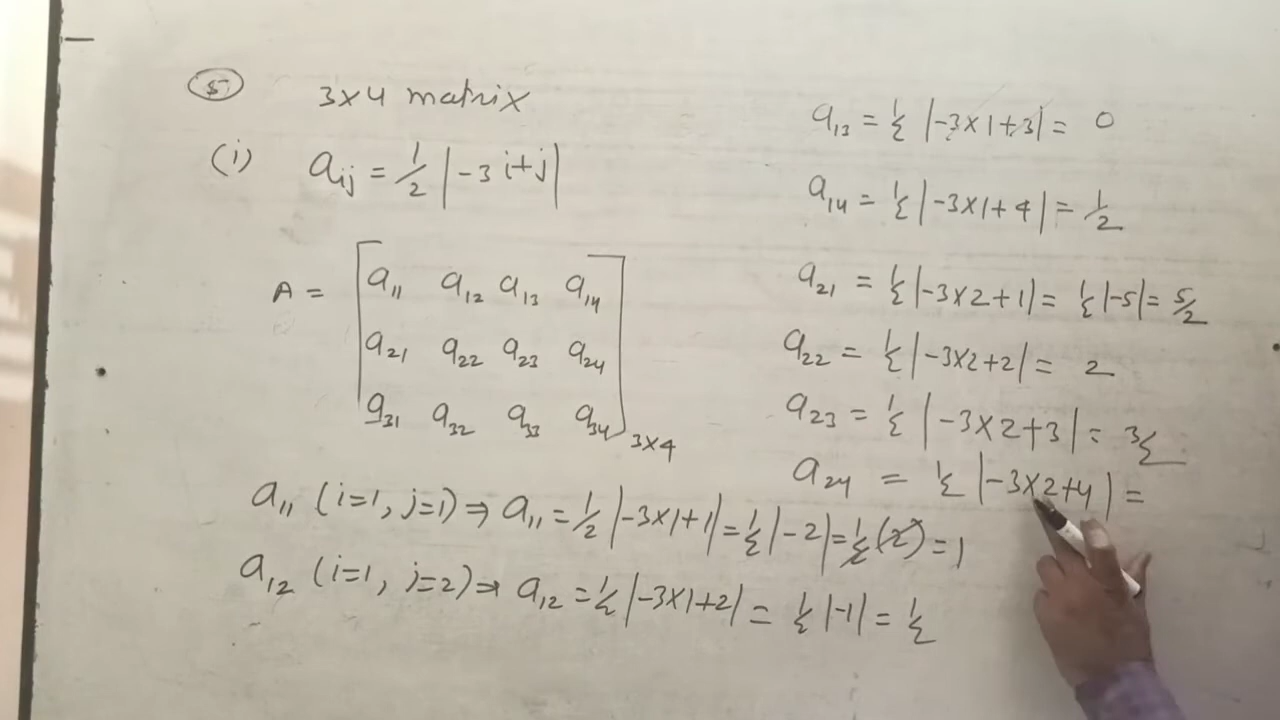 5
3x4 matrix
(i) aij = 1/2 |-3 i+j|
A = [ a11 a12 a13 a14
a21 a22 a23 a24
a31 a32 a33 a34 ] 3x4
a11 (i=1, j=1) ⇒ a11 = 1/2 |-3x1+1| = 1/2 |-2| = 1/2 (2) = 1
a12 (i=1, j=2) ⇒ a12 = 1/2 |-3x1+2| = 1/2 |-1| = 1/2
a13 = 1/2 |-3x1+3| = 0
a14 = 1/2 |-3x1+4| = 1/2
a21 = 1/2 |-3x2+1| = 1/2 |-5| = 5/2
a22 = 1/2 |-3x2+2| = 2
a23 = 1/2 |-3x2+3| = 3/2
a24 = 1/2 |-3x2+4| =